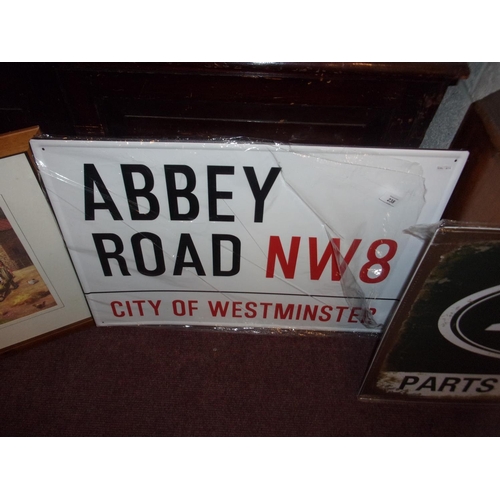 ABBEY
ROAD NW8
CITY OF WESTMINSTER
PARTS